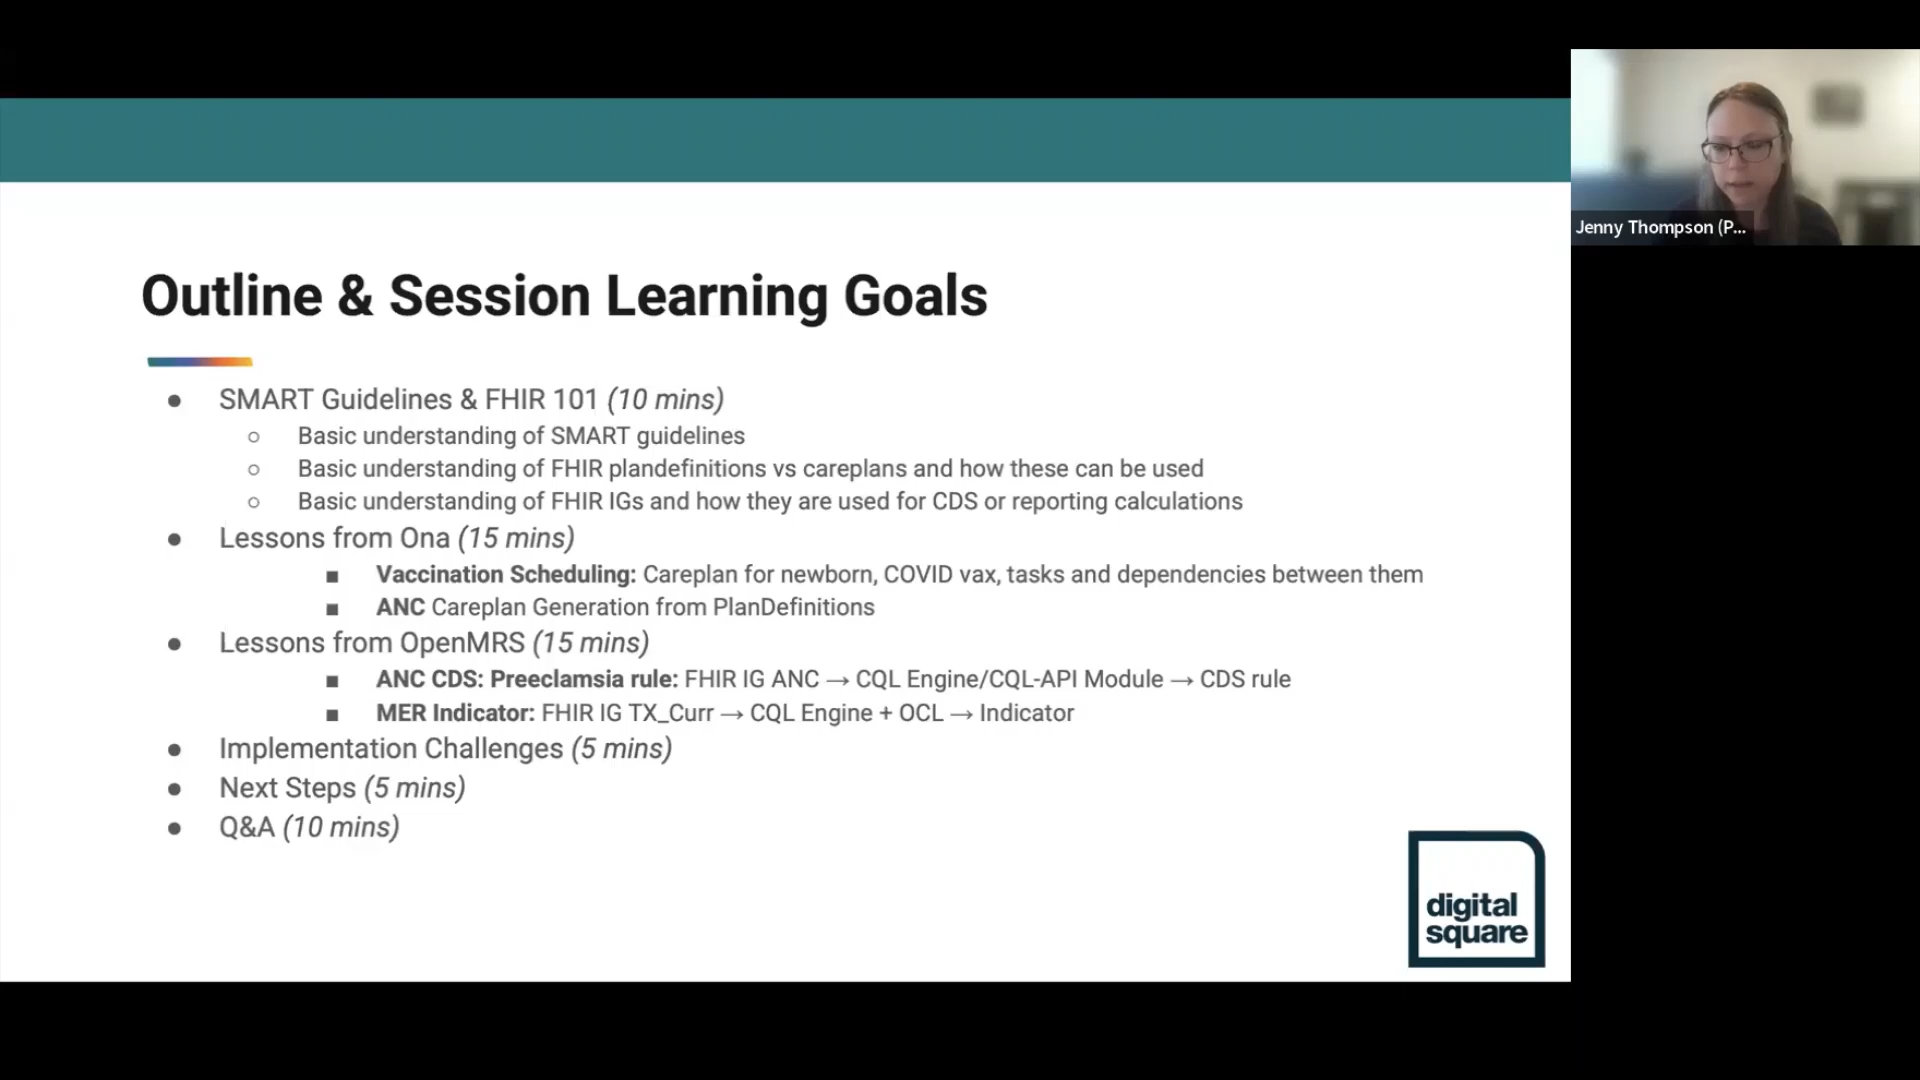 Outline & Session Learning Goals
● SMART Guidelines & FHIR 101 (10 mins)
○ Basic understanding of SMART guidelines
○ Basic understanding of FHIR plandefinitions vs careplans and how these can be used
○ Basic understanding of FHIR IGs and how they are used for CDS or reporting calculations
● Lessons from Ona (15 mins)
■ Vaccination Scheduling: Careplan for newborn, COVID vax, tasks and dependencies between them
■ ANC Careplan Generation from PlanDefinitions
● Lessons from OpenMRS (15 mins)
■ ANC CDS: Preeclamsia rule: FHIR IG ANC → CQL Engine/CQL-API Module → CDS rule
■ MER Indicator: FHIR IG TX_Curr → CQL Engine + OCL → Indicator
● Implementation Challenges (5 mins)
● Next Steps (5 mins)
● Q&A (10 mins)
digital
square
Jenny Thompson (P...